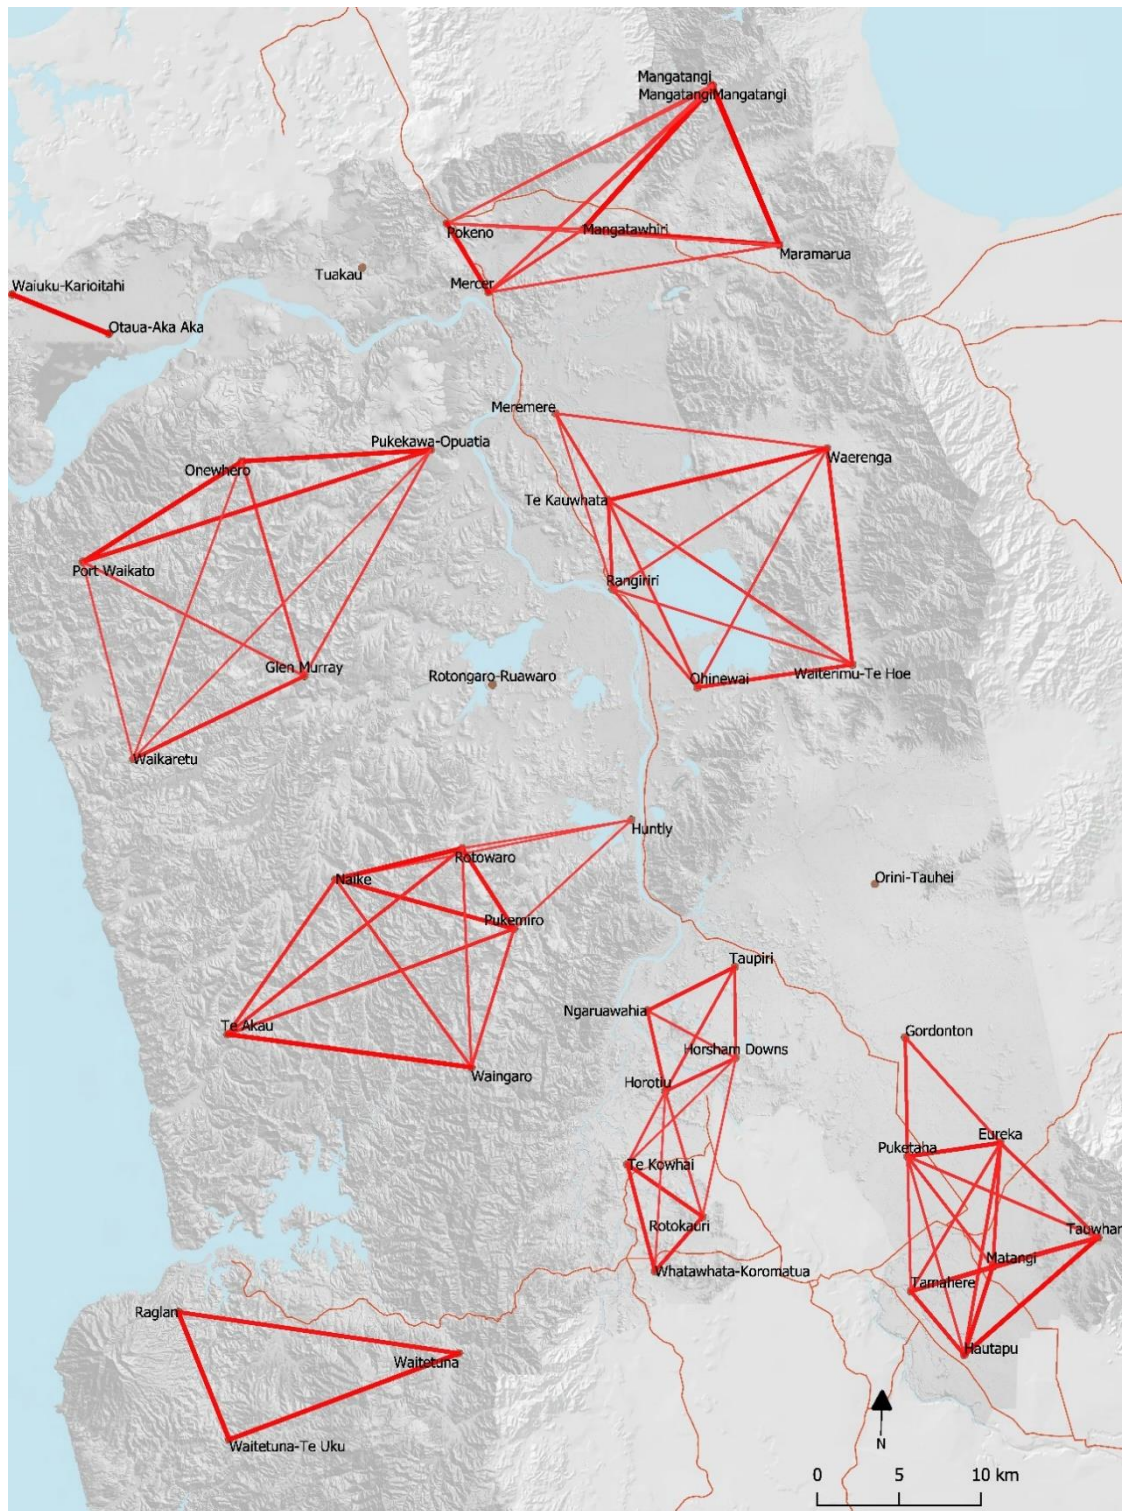 Mangatangi
MangatangiMangatangi
Pokeno
Mangatawhiri
Maramarua
Tuakau
Mercer
Waiuku-Karioitahi
Otaua-Aka Aka
Meremere
Pukekawa-Opuatia
Onewhero
Waerenga
Te Kauwhata
Port Waikato
Rangiriri
Glen Murray
Rotongaro-Ruawaro
Ohinewai
Waitenmu-Te Hoe
Waikaretu
Huntly
Rotowaro
Naike
Orini-Tauhei
Pukemiro
Taupiri
Ngaruawahia
Te Akau
Gordonton
Horsham Downs
Waingaro
Horotiu
Eureka
Puketaha
Te Kowhai
Rotokauri
Tauwhar
Matangi
Whatawhata-Koromatua
Tamahere
Raglan
Hautapu
Waitetuna
Waitetuna-Te Uku
N
0 5 10 km